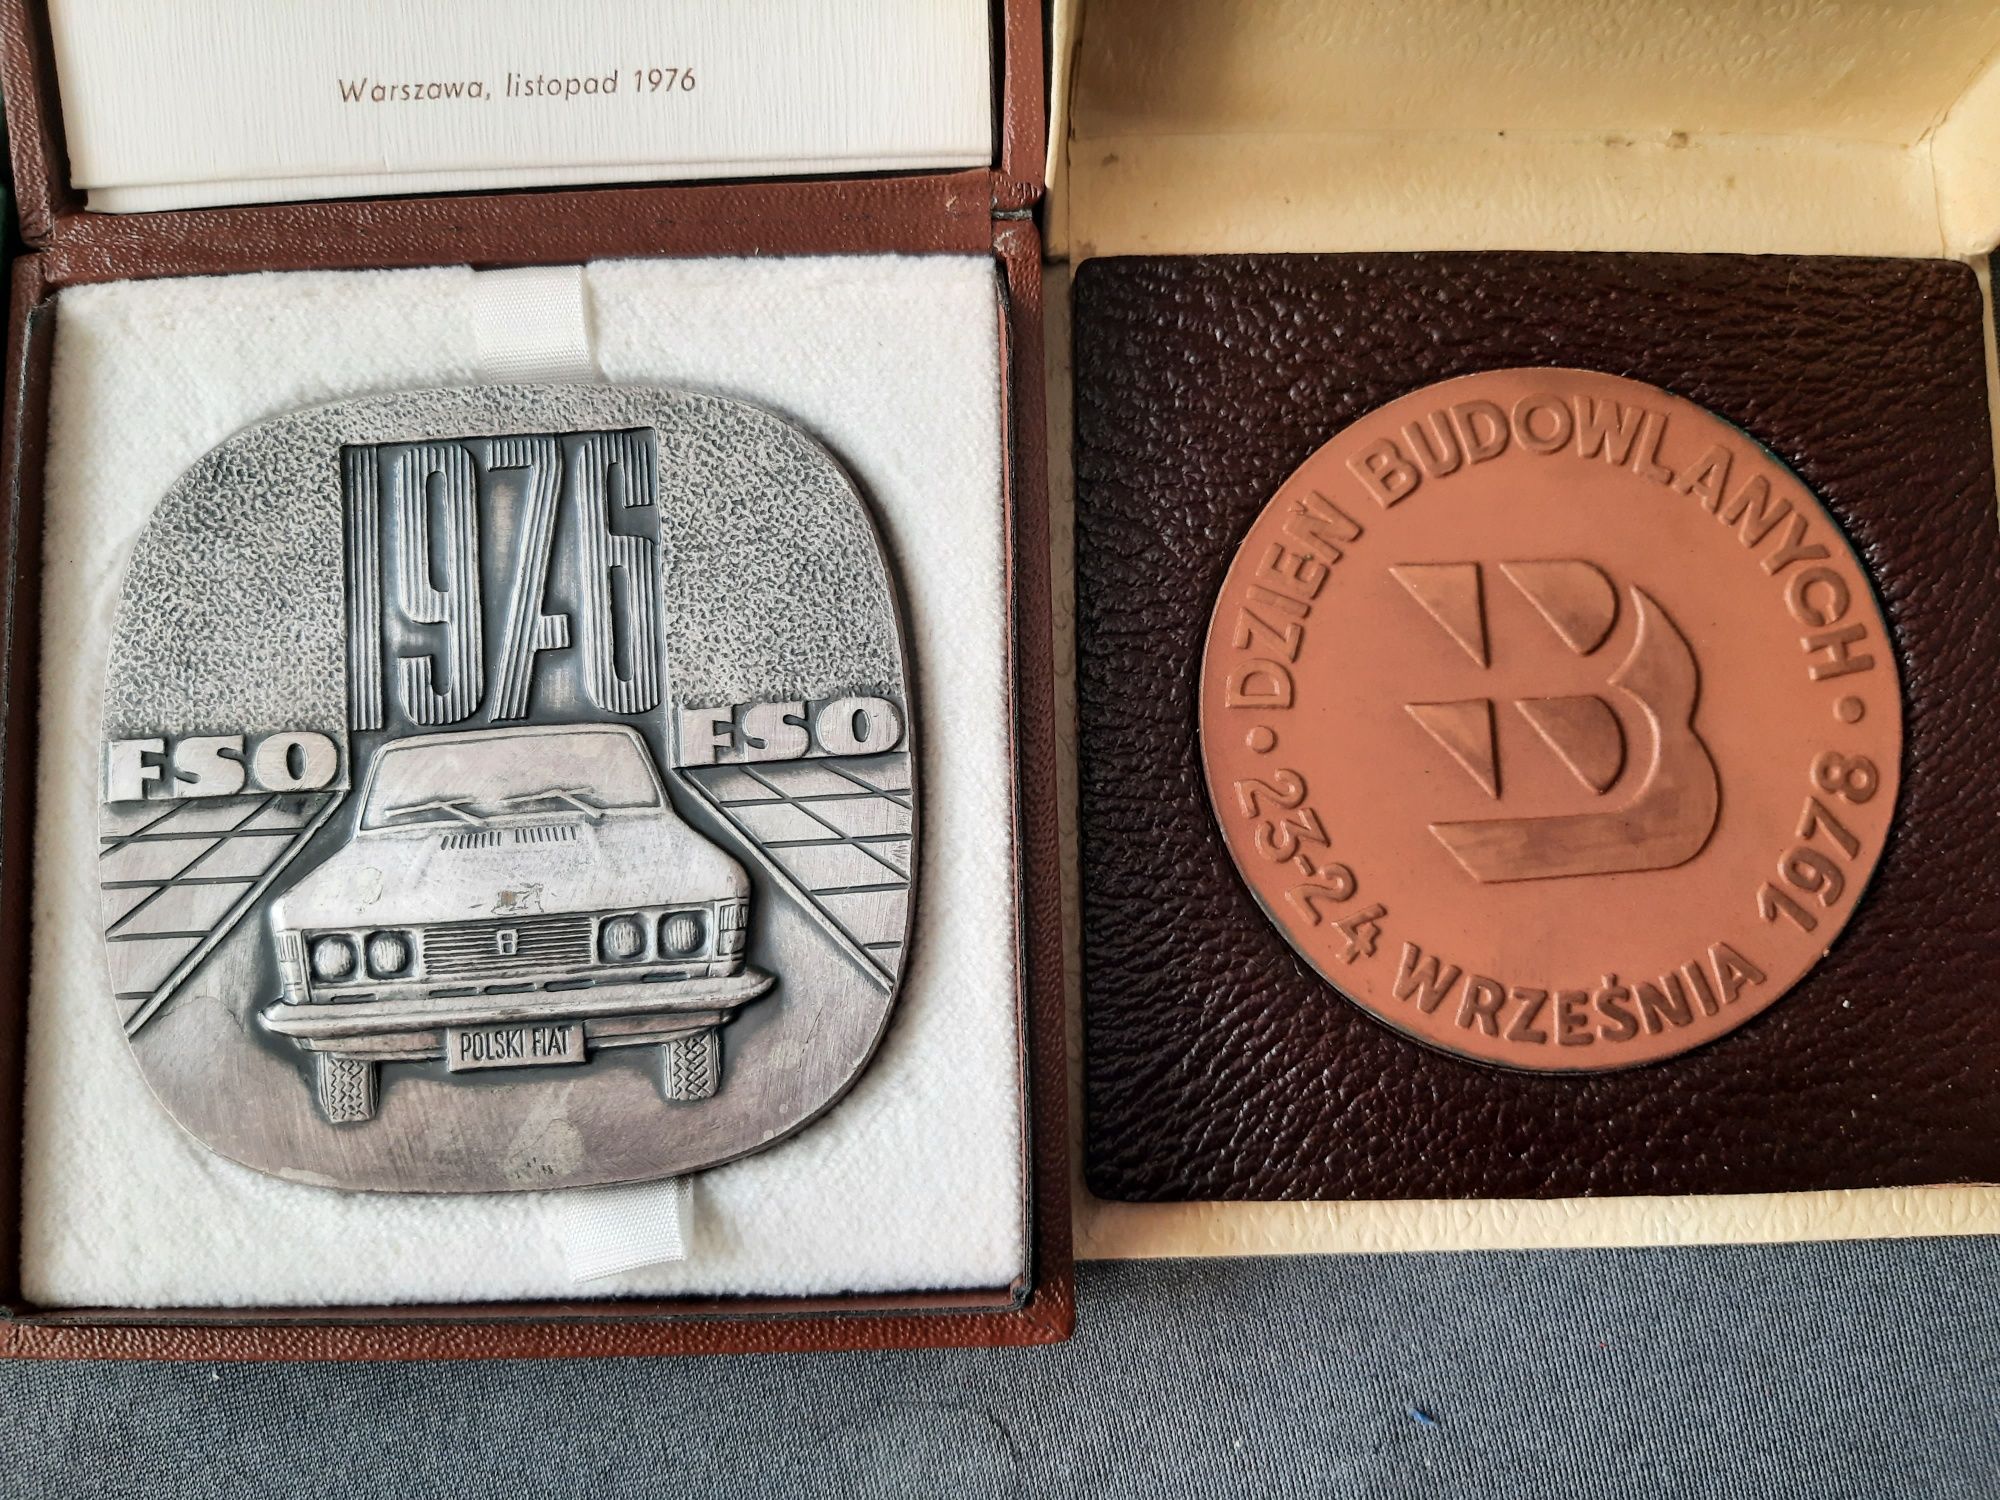 Warszawa, listopad 1976
1976
FSO
FSO
POLSKI FIAT
DZIEŃ BUDOWLANYCH
B
23-24 WRZEŚNIA 1978